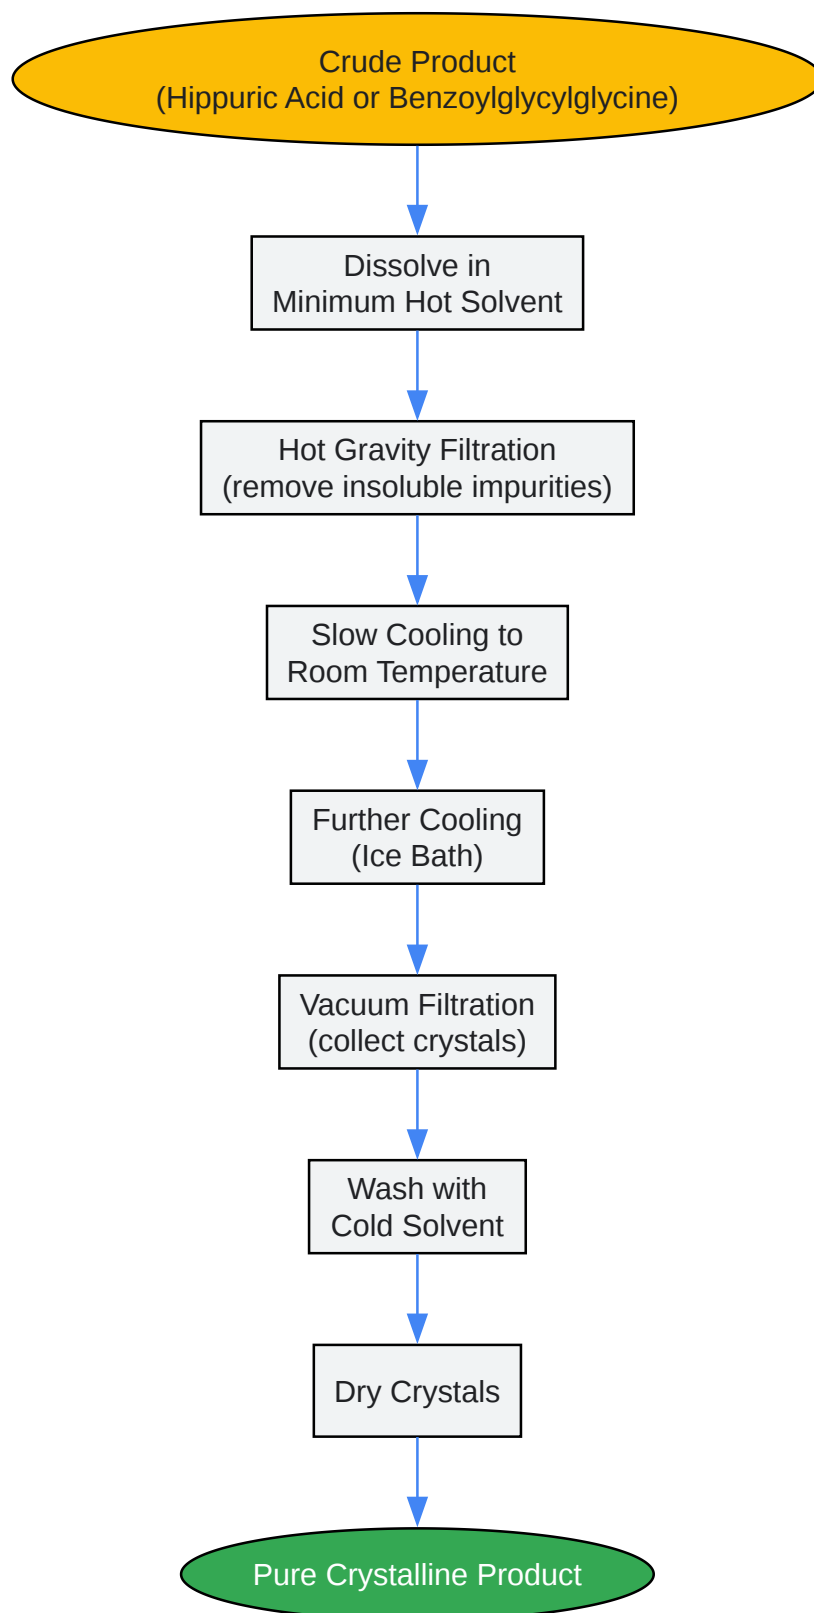 Crude Product
(Hippuric Acid or Benzoylglycylglycine)
Dissolve in
Minimum Hot Solvent
Hot Gravity Filtration
(remove insoluble impurities)
Slow Cooling to
Room Temperature
Further Cooling
(Ice Bath)
Vacuum Filtration
(collect crystals)
Wash with
Cold Solvent
Dry Crystals
Pure Crystalline Product